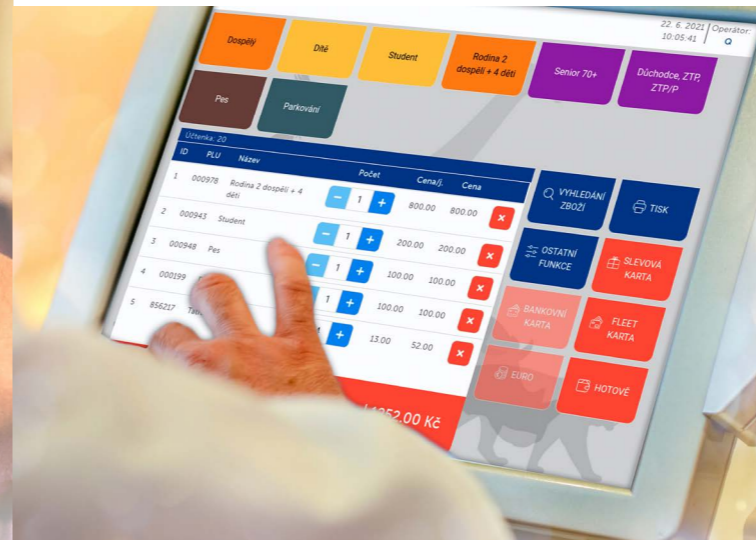 22. 6. 2021 Operátor:
10:05:41
Dospělý
Dítě
Student
Rodina 2
dospělí + 4 děti
Senior 70+
Důchodce, ZTP,
ZTP/P
Pes
Parkování
Účtenka: 20
ID PLU Název Počet Cena/j. Cena
1 000978 Rodina 2 dospělí + 4 děti - 1 + 800.00 800.00 ×
2 000943 Student - 1 + 200.00 200.00 ×
3 000948 Pes - 1 + 100.00 100.00 ×
4 000199 1 + 100.00 100.00 ×
5 856217 + 13.00 52.00 ×
1252.00 Kč
VYHLEDÁNÍ
ZBOŽÍ
TISK
OSTATNÍ
FUNKCE
SLEVOVÁ
KARTA
BANKOVNÍ
KARTA
FLEET
KARTA
EURO
HOTOVĚ